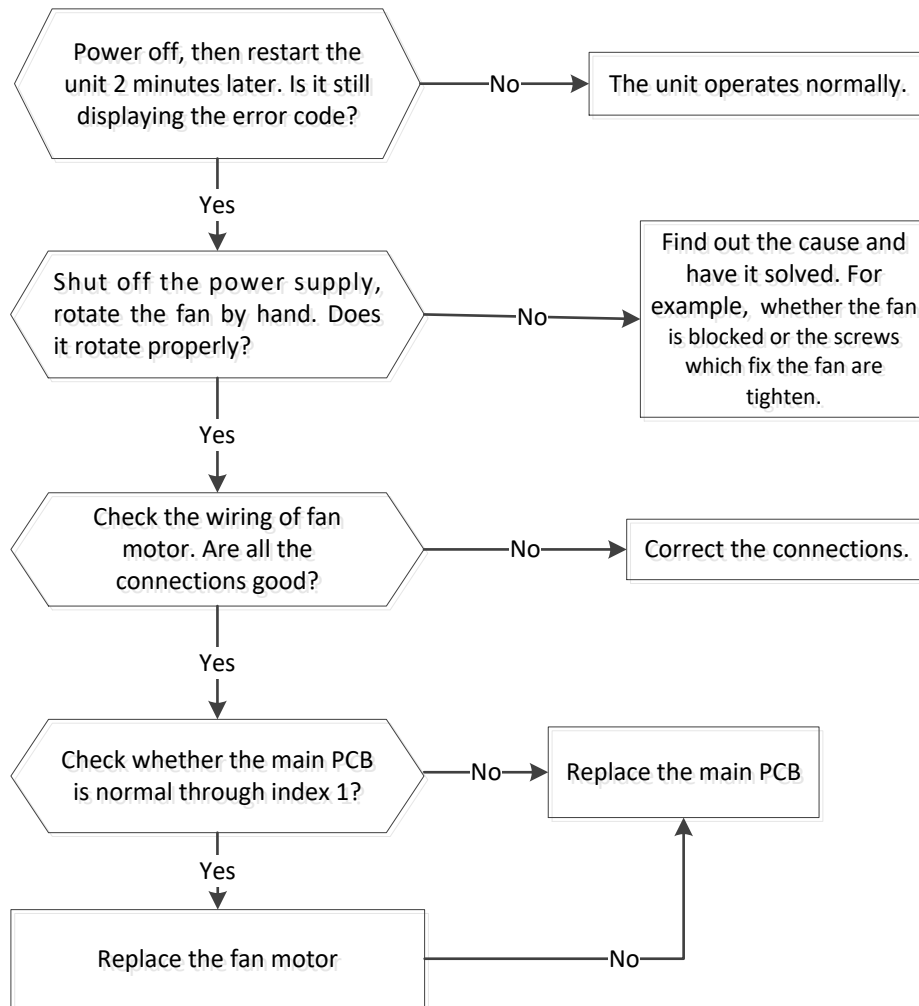 Power off, then restart the
unit 2 minutes later. Is it still
displaying the error code?
No
The unit operates normally.
Yes
Shut off the power supply,
rotate the fan by hand. Does
it rotate properly?
No
Find out the cause and
have it solved. For
example, whether the fan
is blocked or the screws
which fix the fan are
tighten.
Yes
Check the wiring of fan
motor. Are all the
connections good?
No
Correct the connections.
Yes
Check whether the main PCB
is normal through index 1?
No
Replace the main PCB
Yes
Replace the fan motor
No